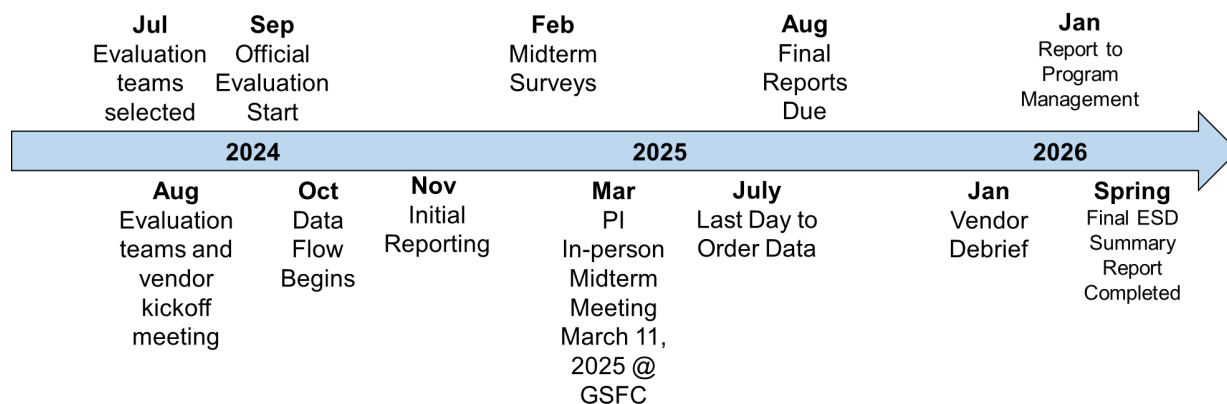 Jul
Evaluation
teams
selected
Sep
Official
Evaluation
Start
Feb
Midterm
Surveys
Aug
Final
Reports
Due
Jan
Report to
Program
Management
2024
2025
2026
Aug
Evaluation
teams and
vendor
kickoff
meeting
Oct
Data
Flow
Begins
Nov
Initial
Reporting
Mar
PI
In-person
Midterm
Meeting
March 11,
2025 @
GSFC
July
Last Day to
Order Data
Jan
Vendor
Debrief
Spring
Final ESD
Summary
Report
Completed